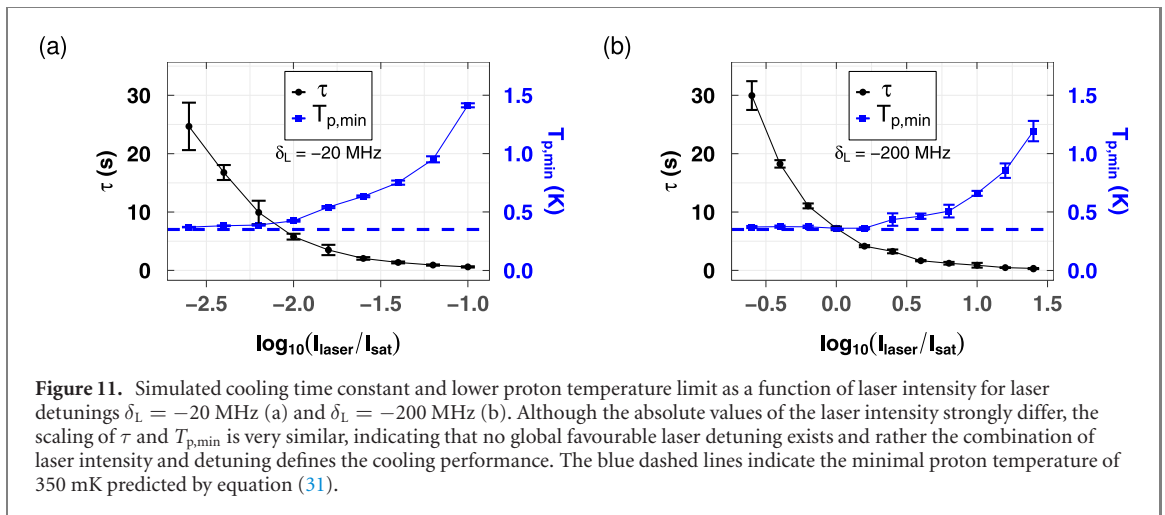 (a)
(b)
τ
T_p,min
δ_L = −20 MHz
30
20
10
0
τ (s)
1.5
1.0
0.5
0.0
T_p,min (K)
−2.5 −2.0 −1.5 −1.0
log₁₀(I_laser/I_sat)
τ
T_p,min
δ_L = −200 MHz
30
20
10
0
τ (s)
1.5
1.0
0.5
0.0
T_p,min (K)
−0.5 0.0 0.5 1.0 1.5
log₁₀(I_laser/I_sat)
Figure 11. Simulated cooling time constant and lower proton temperature limit as a function of laser intensity for laser
detunings δ_L = −20 MHz (a) and δ_L = −200 MHz (b). Although the absolute values of the laser intensity strongly differ, the
scaling of τ and T_p,min is very similar, indicating that no global favourable laser detuning exists and rather the combination of
laser intensity and detuning defines the cooling performance. The blue dashed lines indicate the minimal proton temperature of
350 mK predicted by equation (31).